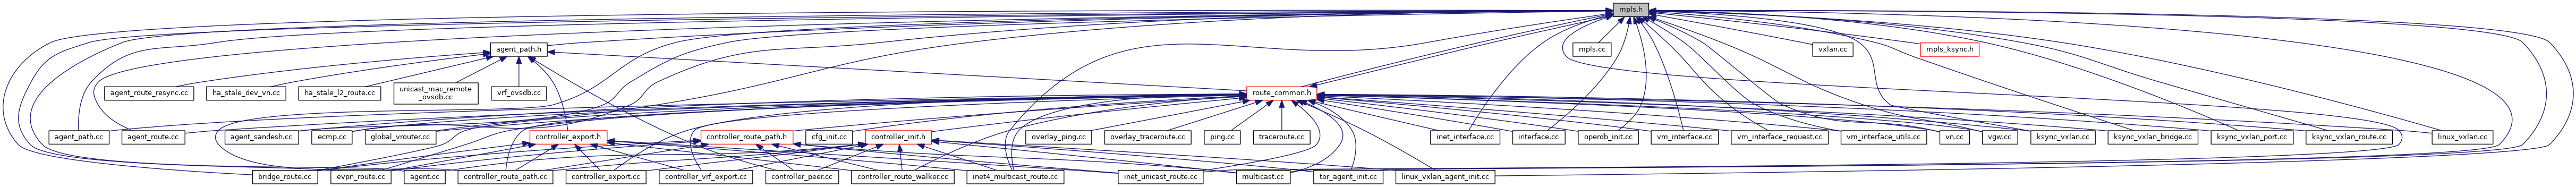 mpls.h
agent_path.h
mpls.cc
vxlan.cc
mpls_ksync.h
agent_route_resync.cc
ha_stale_dev_vn.cc
ha_stale_l2_route.cc
unicast_mac_remote
_ovsdb.cc
vrf_ovsdb.cc
route_common.h
agent_path.cc
agent_route.cc
agent_sandesh.cc
ecmp.cc
global_vrouter.cc
controller_export.h
controller_route_path.h
cfg_init.cc
controller_init.h
overlay_ping.cc
overlay_traceroute.cc
ping.cc
traceroute.cc
inet_interface.cc
interface.cc
operdb_init.cc
vm_interface.cc
vm_interface_request.cc
vm_interface_utils.cc
vn.cc
vgw.cc
ksync_vxlan.cc
ksync_vxlan_bridge.cc
ksync_vxlan_port.cc
ksync_vxlan_route.cc
linux_vxlan.cc
bridge_route.cc
evpn_route.cc
agent.cc
controller_route_path.cc
controller_export.cc
controller_vrf_export.cc
controller_peer.cc
controller_route_walker.cc
inet4_multicast_route.cc
inet_unicast_route.cc
multicast.cc
tor_agent_init.cc
linux_vxlan_agent_init.cc